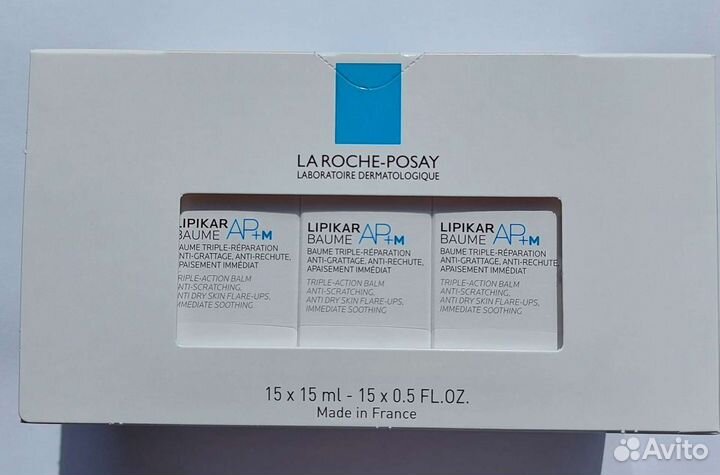 LA ROCHE-POSAY
LABORATOIRE DERMATOLOGIQUE
LIPIKAR
BAUME AP+M
BAUME TRIPLE-RÉPARATION
ANTI-GRATTAGE, ANTI-RECHUTE,
APAISEMENT IMMÉDIAT
TRIPLE-ACTION BALM
ANTI-SCRATCHING,
ANTI DRY SKIN FLARE-UPS,
IMMEDIATE SOOTHING
LIPIKAR
BAUME AP+M
BAUME TRIPLE-RÉPARATION
ANTI-GRATTAGE, ANTI-RECHUTE,
APAISEMENT IMMÉDIAT
TRIPLE-ACTION BALM
ANTI-SCRATCHING,
ANTI DRY SKIN FLARE-UPS,
IMMEDIATE SOOTHING
LIPIKAR
BAUME AP+M
BAUME TRIPLE-RÉPARATION
ANTI-GRATTAGE, ANTI-RECHUTE,
APAISEMENT IMMÉDIAT
TRIPLE-ACTION BALM
ANTI-SCRATCHING,
ANTI DRY SKIN FLARE-UPS,
IMMEDIATE SOOTHING
15 x 15 ml - 15 x 0.5 FL.OZ.
Made in France
Avito